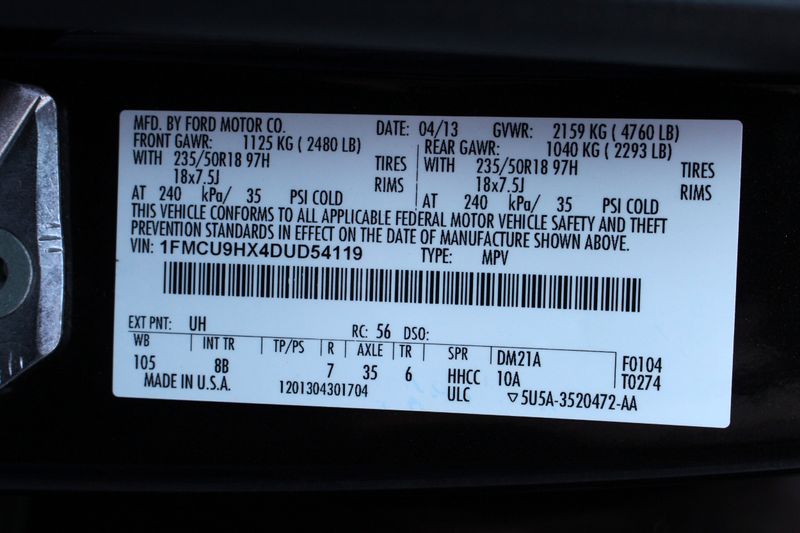 MFD. BY FORD MOTOR CO. DATE: 04/13 GVWR: 2159 KG ( 4760 LB)
FRONT GAWR: 1125 KG ( 2480 LB) REAR GAWR: 1040 KG ( 2293 LB)
WITH 235/50R18 97H TIRES WITH 235/50R18 97H TIRES
18x7.5J RIMS 18x7.5J RIMS
AT 240 kPa/ 35 PSI COLD AT 240 kPa/ 35 PSI COLD
THIS VEHICLE CONFORMS TO ALL APPLICABLE FEDERAL MOTOR VEHICLE SAFETY AND THEFT
PREVENTION STANDARDS IN EFFECT ON THE DATE OF MANUFACTURE SHOWN ABOVE.
VIN: 1FMCU9HX4DUD54119 TYPE: MPV
EXT PNT: UH RC: 56 DSO:
WB INT TR TP/PS R AXLE TR SPR DM21A F0104
105 8B 7 35 6 HHCC 10A T0274
MADE IN U.S.A. 1201304301704 ULC ▽5U5A-3520472-AA